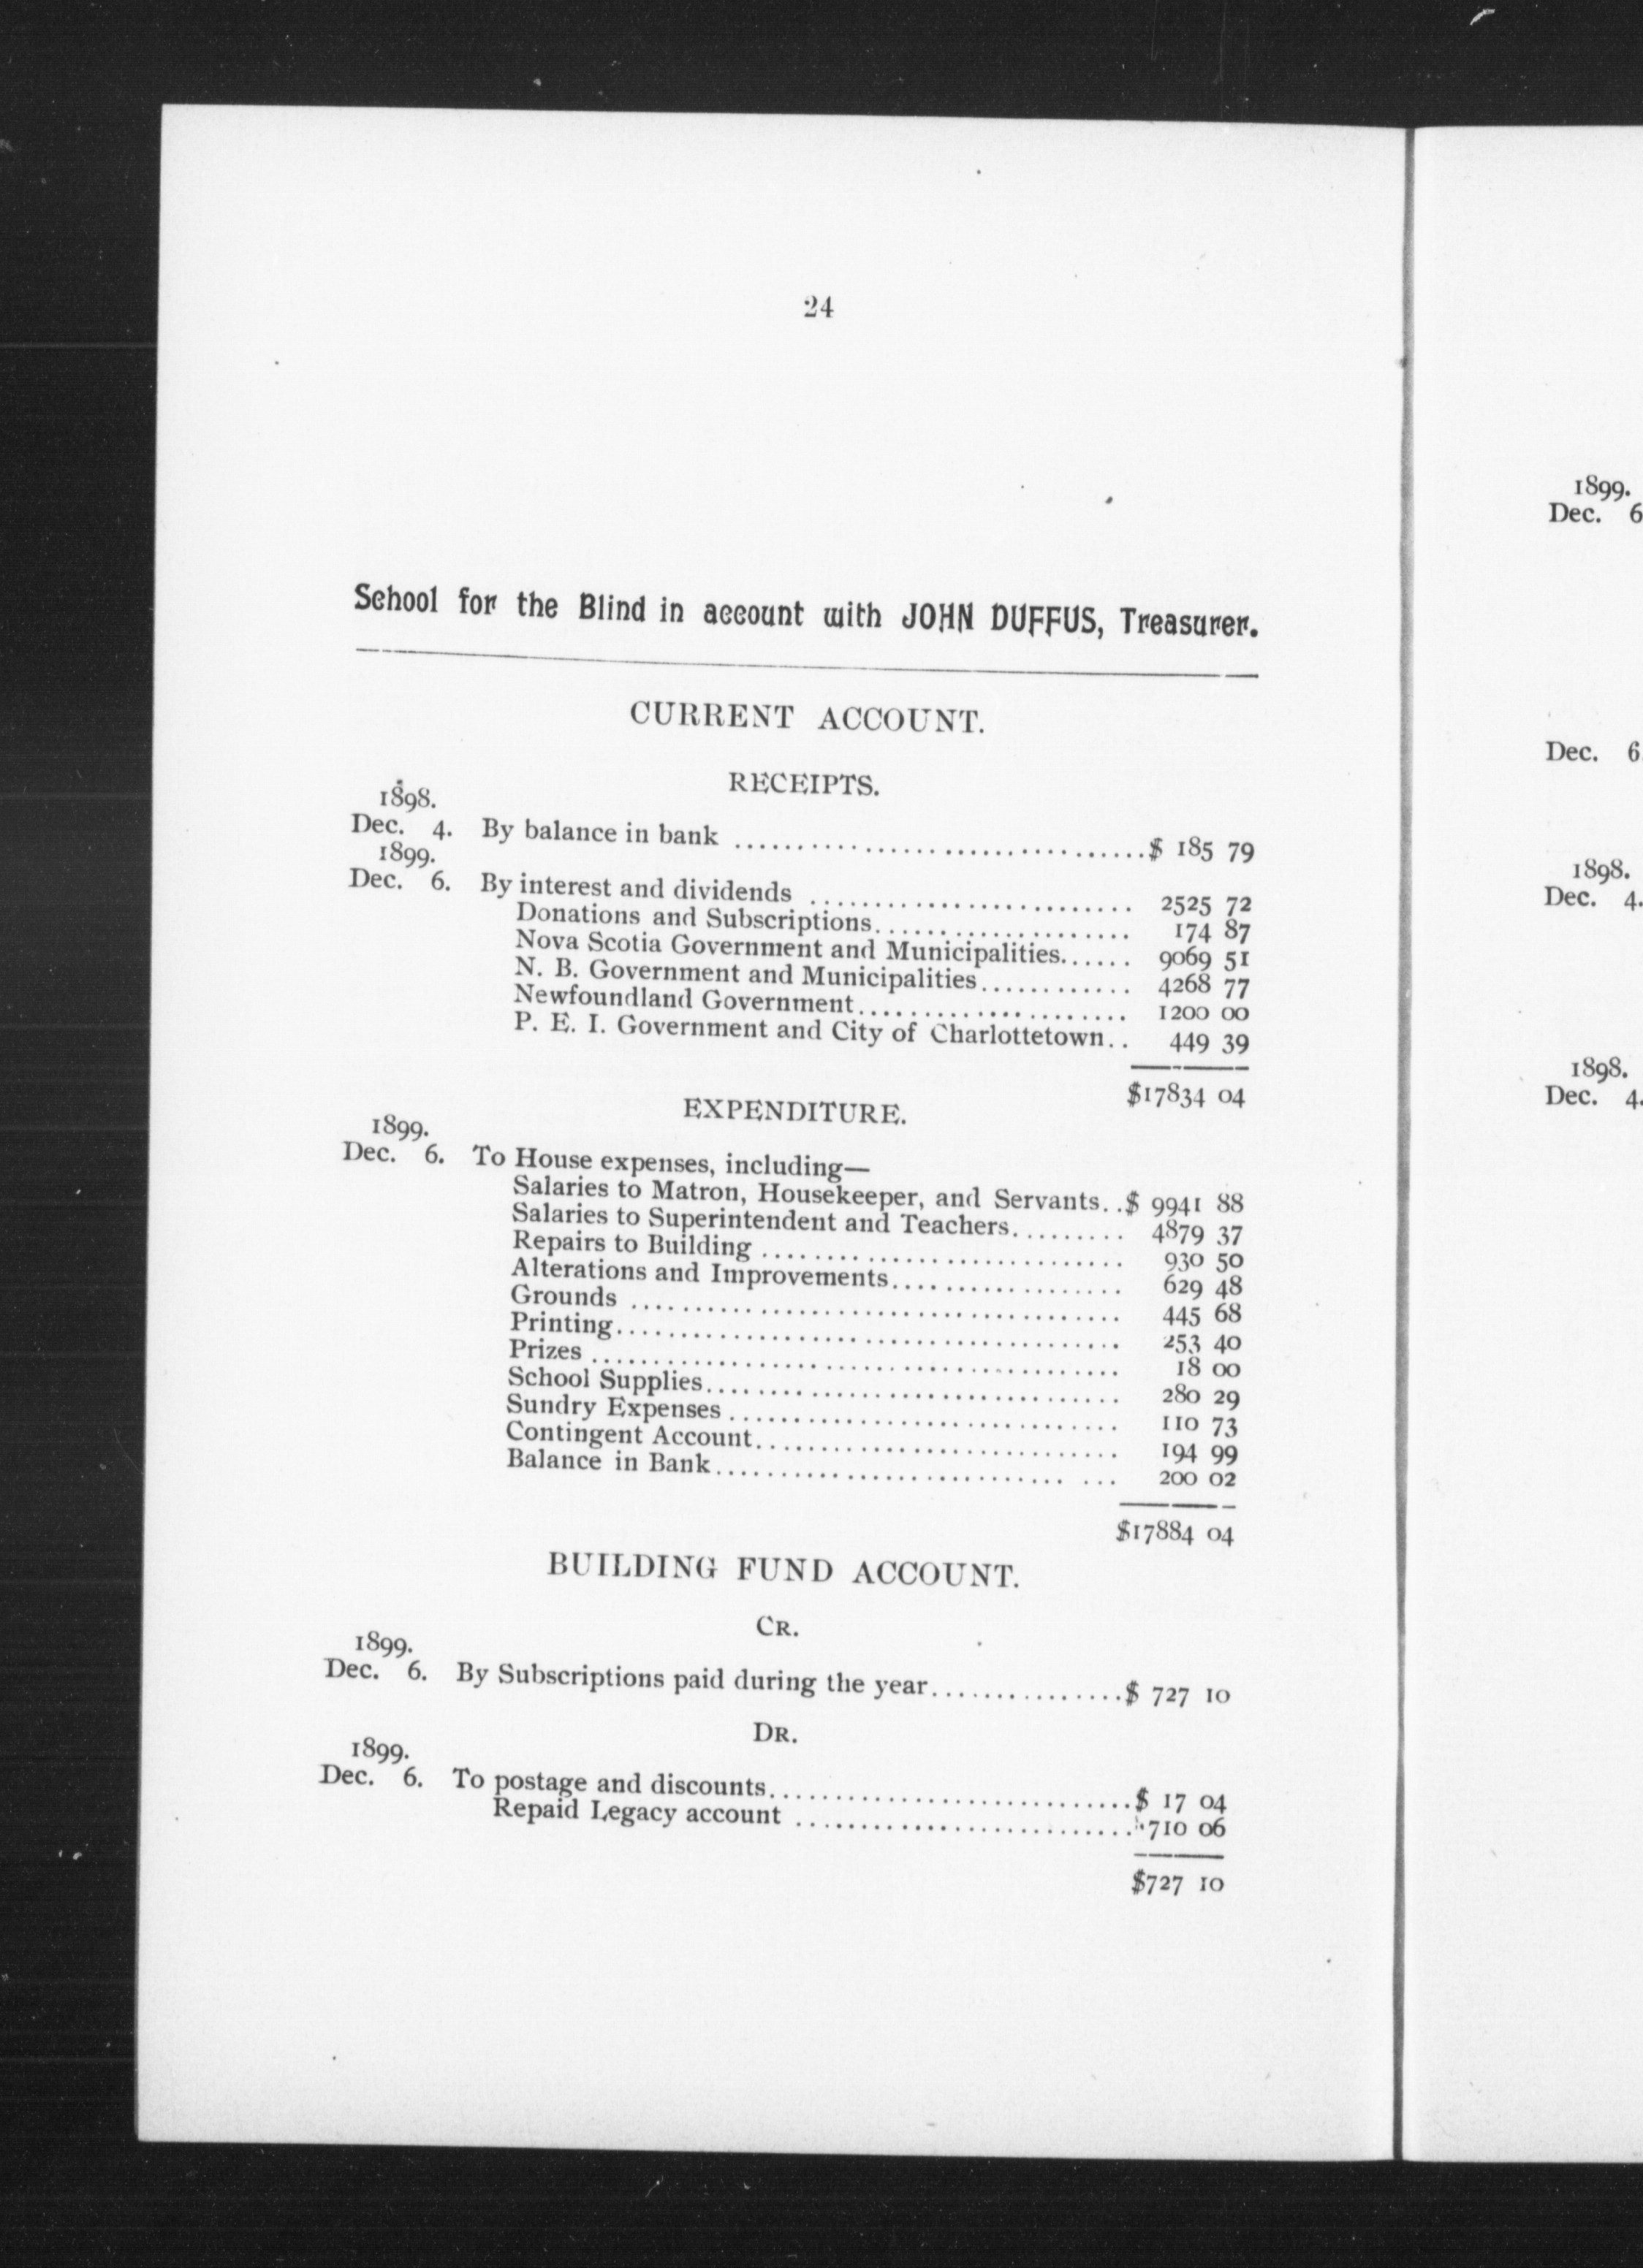 24
School for the Blind in account with JOHN DUFFUS, Treasurer.
CURRENT ACCOUNT.
RECEIPTS.
1898.
Dec. 4. By balance in bank ..................................$ 185 79
1899.
Dec. 6. By interest and dividends ......................... 2525 72
Donations and Subscriptions.................... 174 87
Nova Scotia Government and Municipalities...... 9069 51
N. B. Government and Municipalities............ 4268 77
Newfoundland Government..................... 1200 00
P. E. I. Government and City of Charlottetown.. 449 39
$17834 04
EXPENDITURE.
1899.
Dec. 6. To House expenses, including—
Salaries to Matron, Housekeeper, and Servants..$ 9941 88
Salaries to Superintendent and Teachers......... 4879 37
Repairs to Building ............................ 930 50
Alterations and Improvements.................. 629 48
Grounds ...................................... 445 68
Printing....................................... 253 40
Prizes ......................................... 18 00
School Supplies................................ 280 29
Sundry Expenses .............................. 110 73
Contingent Account............................ 194 99
Balance in Bank........................... ... 200 02
$17884 04
BUILDING FUND ACCOUNT.
CR.
1899.
Dec. 6. By Subscriptions paid during the year...............$ 727 10
DR.
1899.
Dec. 6. To postage and discounts............................$ 17 04
Repaid Legacy account .......................... 710 06
$727 10
1899.
Dec. 6
Dec. 6
1898.
Dec. 4.
1898.
Dec. 4.